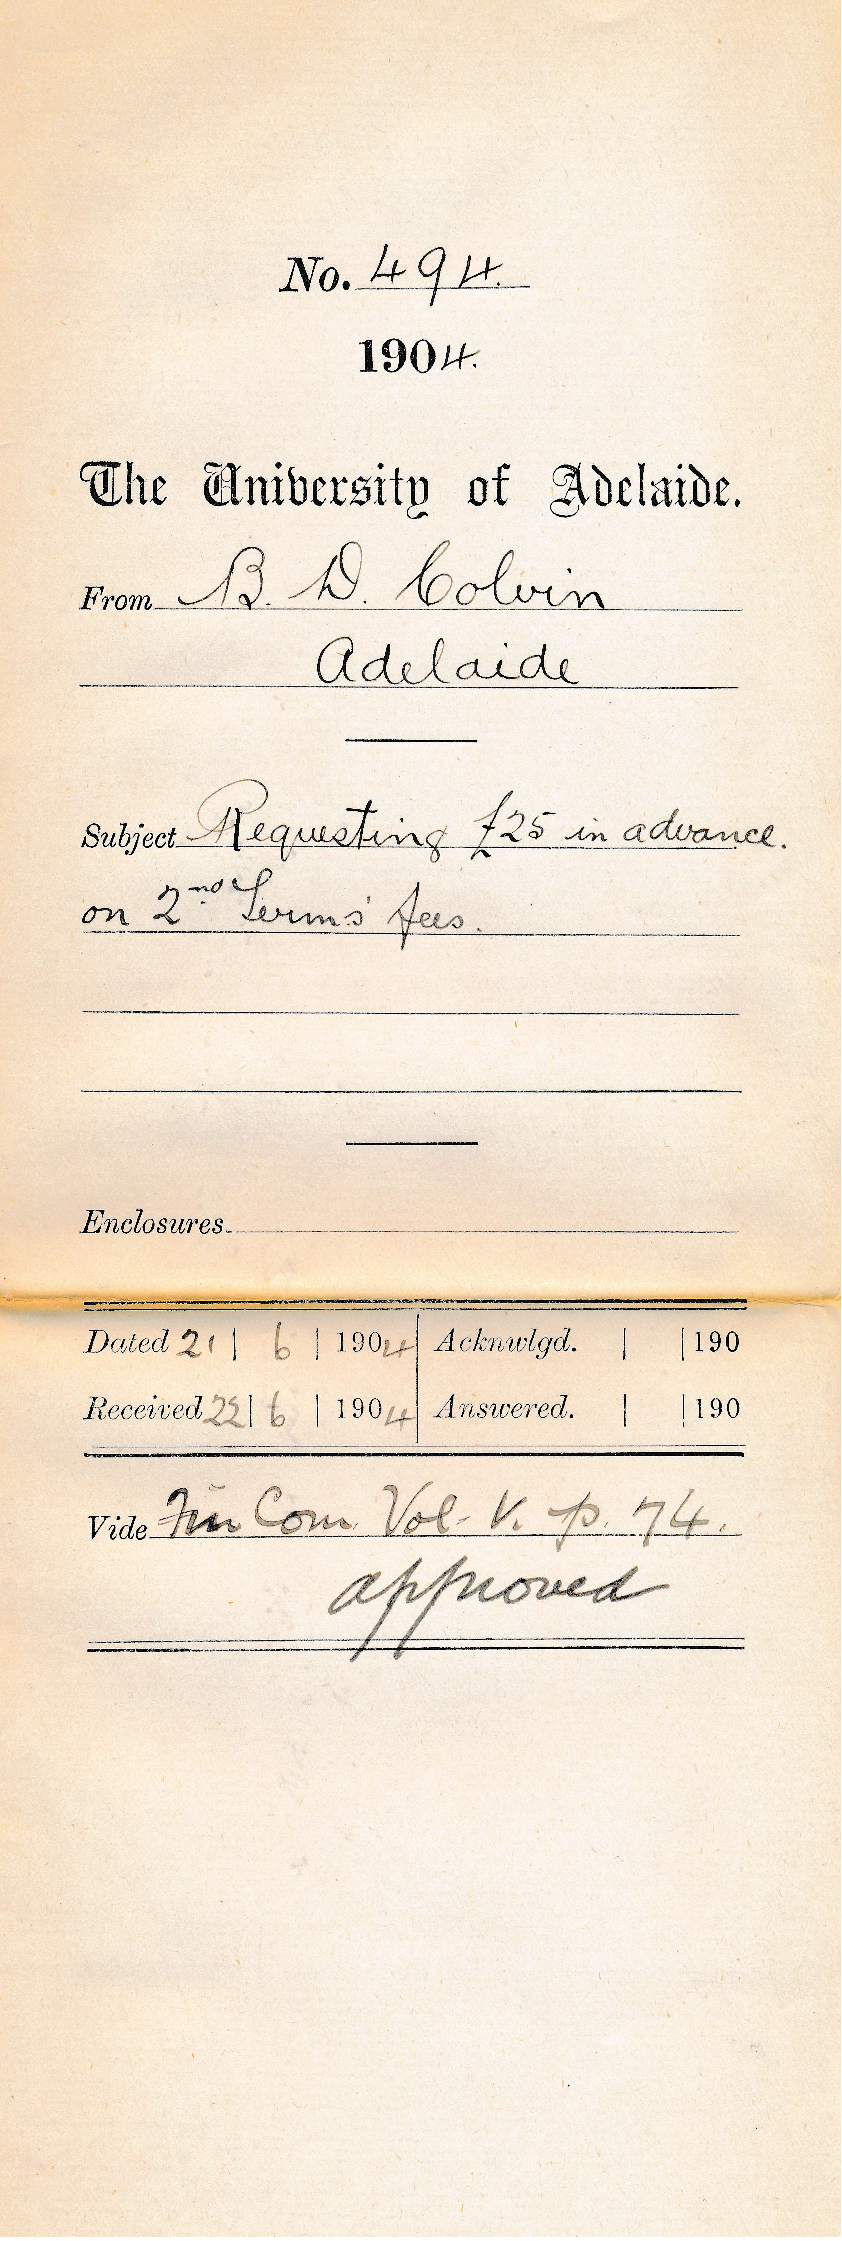 No. 494.
1904.
The University of Adelaide.
From B. D. Colvin
Adelaide
Subject Requesting £25 in advance.
on 2nd Terms' fees.
Enclosures
Dated 21 | 6 | 1904 Acknwlgd. | | 190
Received 22 | 6 | 1904 Answered. | | 190
Vide Fin Com. Vol. V. p. 74.
approved